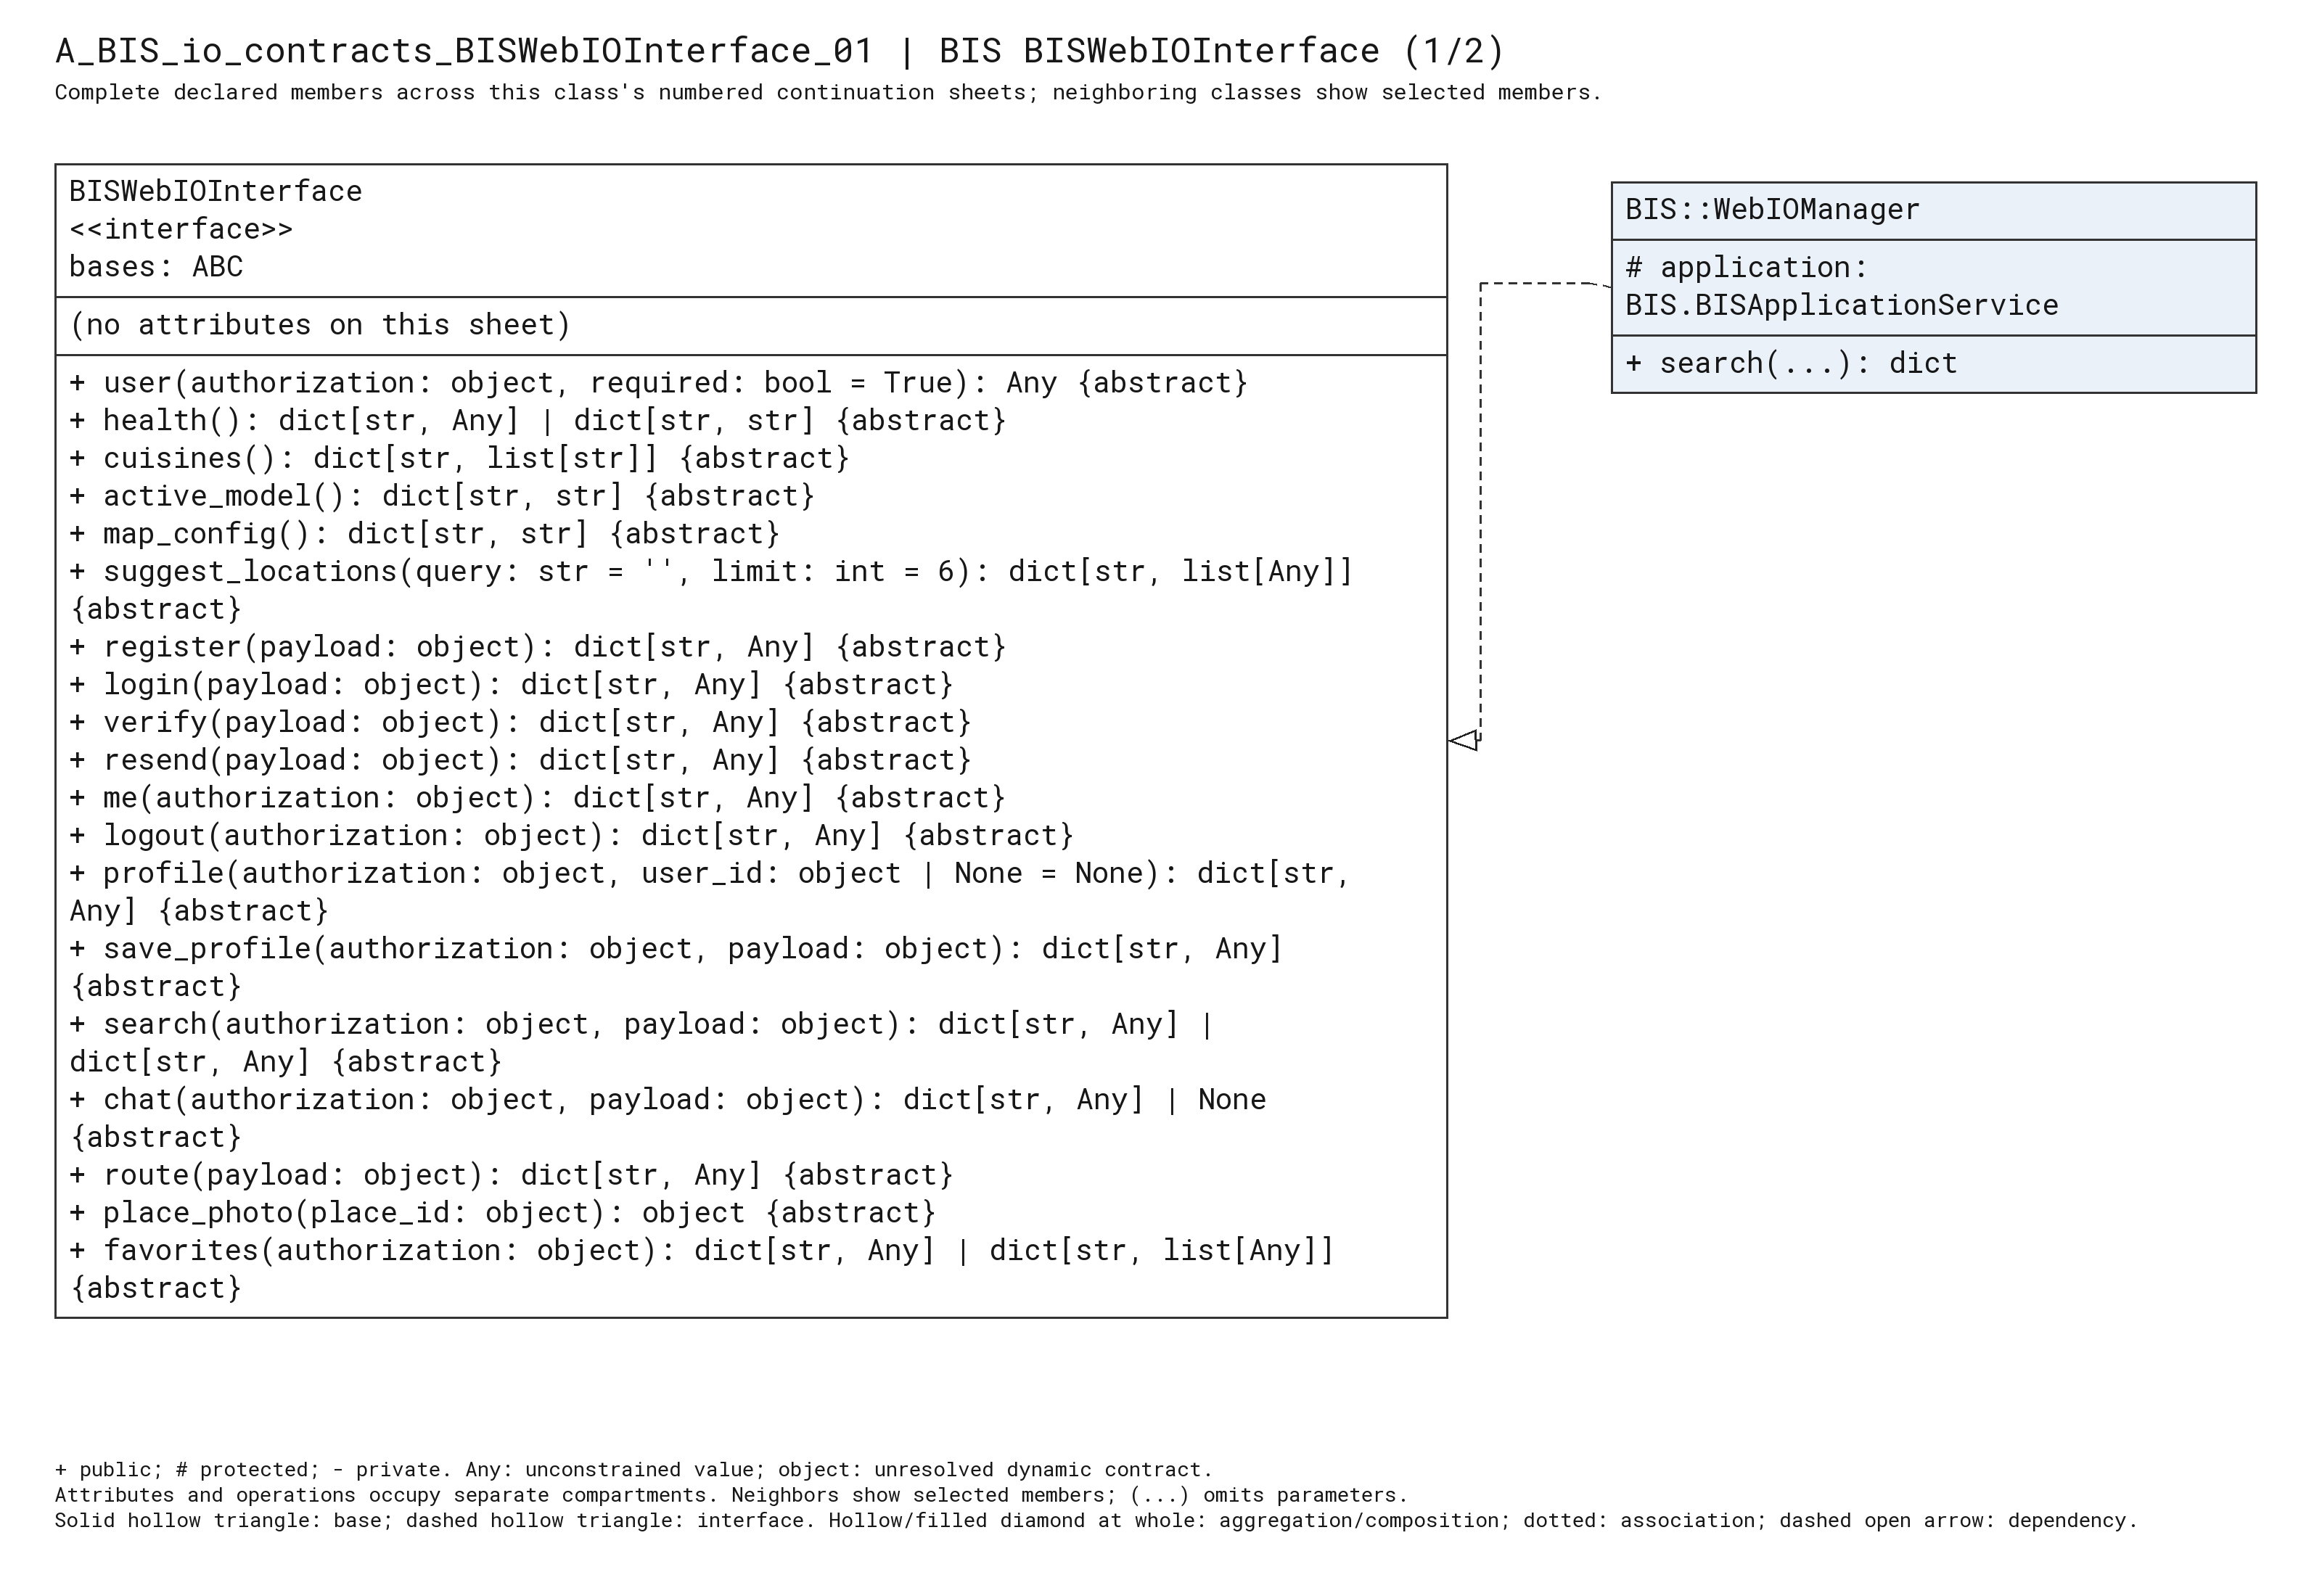 A_BIS_io_contracts_BISWebIOInterface_01 | BIS BISWebIOInterface (1/2)
Complete declared members across this class's numbered continuation sheets; neighboring classes show selected members.
BISWebIOInterface
<<interface>>
bases: ABC
(no attributes on this sheet)
+ user(authorization: object, required: bool = True): Any {abstract}
+ health(): dict[str, Any] | dict[str, str] {abstract}
+ cuisines(): dict[str, list[str]] {abstract}
+ active_model(): dict[str, str] {abstract}
+ map_config(): dict[str, str] {abstract}
+ suggest_locations(query: str = '', limit: int = 6): dict[str, list[Any]]
{abstract}
+ register(payload: object): dict[str, Any] {abstract}
+ login(payload: object): dict[str, Any] {abstract}
+ verify(payload: object): dict[str, Any] {abstract}
+ resend(payload: object): dict[str, Any] {abstract}
+ me(authorization: object): dict[str, Any] {abstract}
+ logout(authorization: object): dict[str, Any] {abstract}
+ profile(authorization: object, user_id: object | None = None): dict[str,
Any] {abstract}
+ save_profile(authorization: object, payload: object): dict[str, Any]
{abstract}
+ search(authorization: object, payload: object): dict[str, Any] |
dict[str, Any] {abstract}
+ chat(authorization: object, payload: object): dict[str, Any] | None
{abstract}
+ route(payload: object): dict[str, Any] {abstract}
+ place_photo(place_id: object): object {abstract}
+ favorites(authorization: object): dict[str, Any] | dict[str, list[Any]]
{abstract}
BIS::WebIOManager
# application:
BIS.BISApplicationService
+ search(...): dict
+ public; # protected; - private. Any: unconstrained value; object: unresolved dynamic contract.
Attributes and operations occupy separate compartments. Neighbors show selected members; (...) omits parameters.
Solid hollow triangle: base; dashed hollow triangle: interface. Hollow/filled diamond at whole: aggregation/composition; dotted: association; dashed open arrow: dependency.